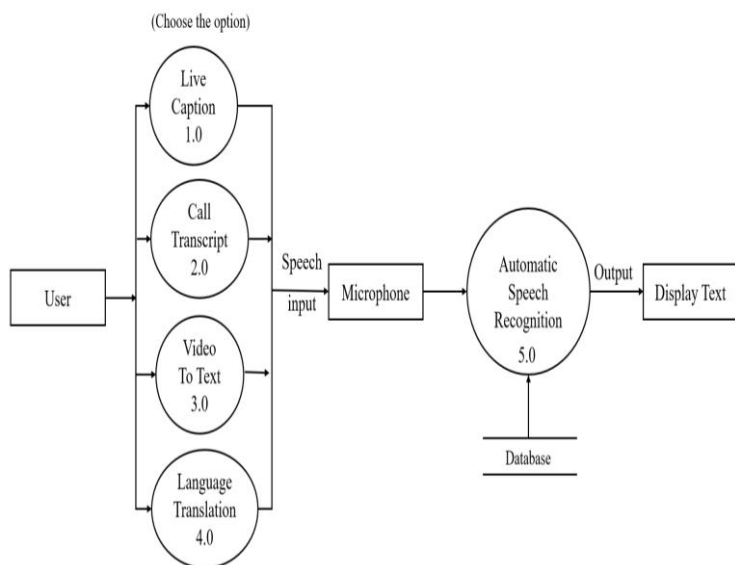 (Choose the option)
Live
Caption
1.0
Call
Transcript
2.0
Video
To Text
3.0
Language
Translation
4.0
User
Speech
input
Microphone
Automatic
Speech
Recognition
5.0
Output
Display Text
Database